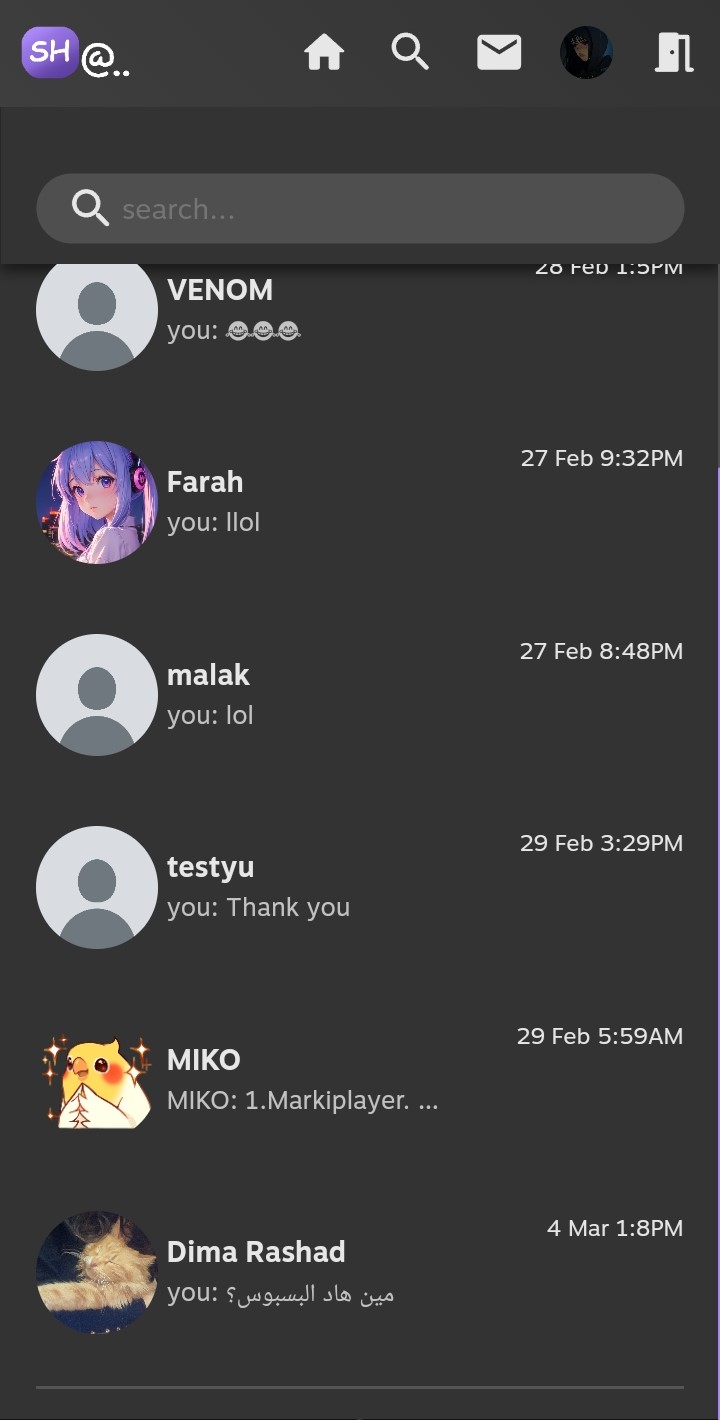 SH @..
search...
28 Feb 1:5PM
VENOM
you: 😂😂😂
27 Feb 9:32PM
Farah
you: llol
27 Feb 8:48PM
malak
you: lol
29 Feb 3:29PM
testyu
you: Thank you
29 Feb 5:59AM
MIKO
MIKO: 1.Markiplayer. ...
4 Mar 1:8PM
Dima Rashad
you: مين هاد البسبوس؟